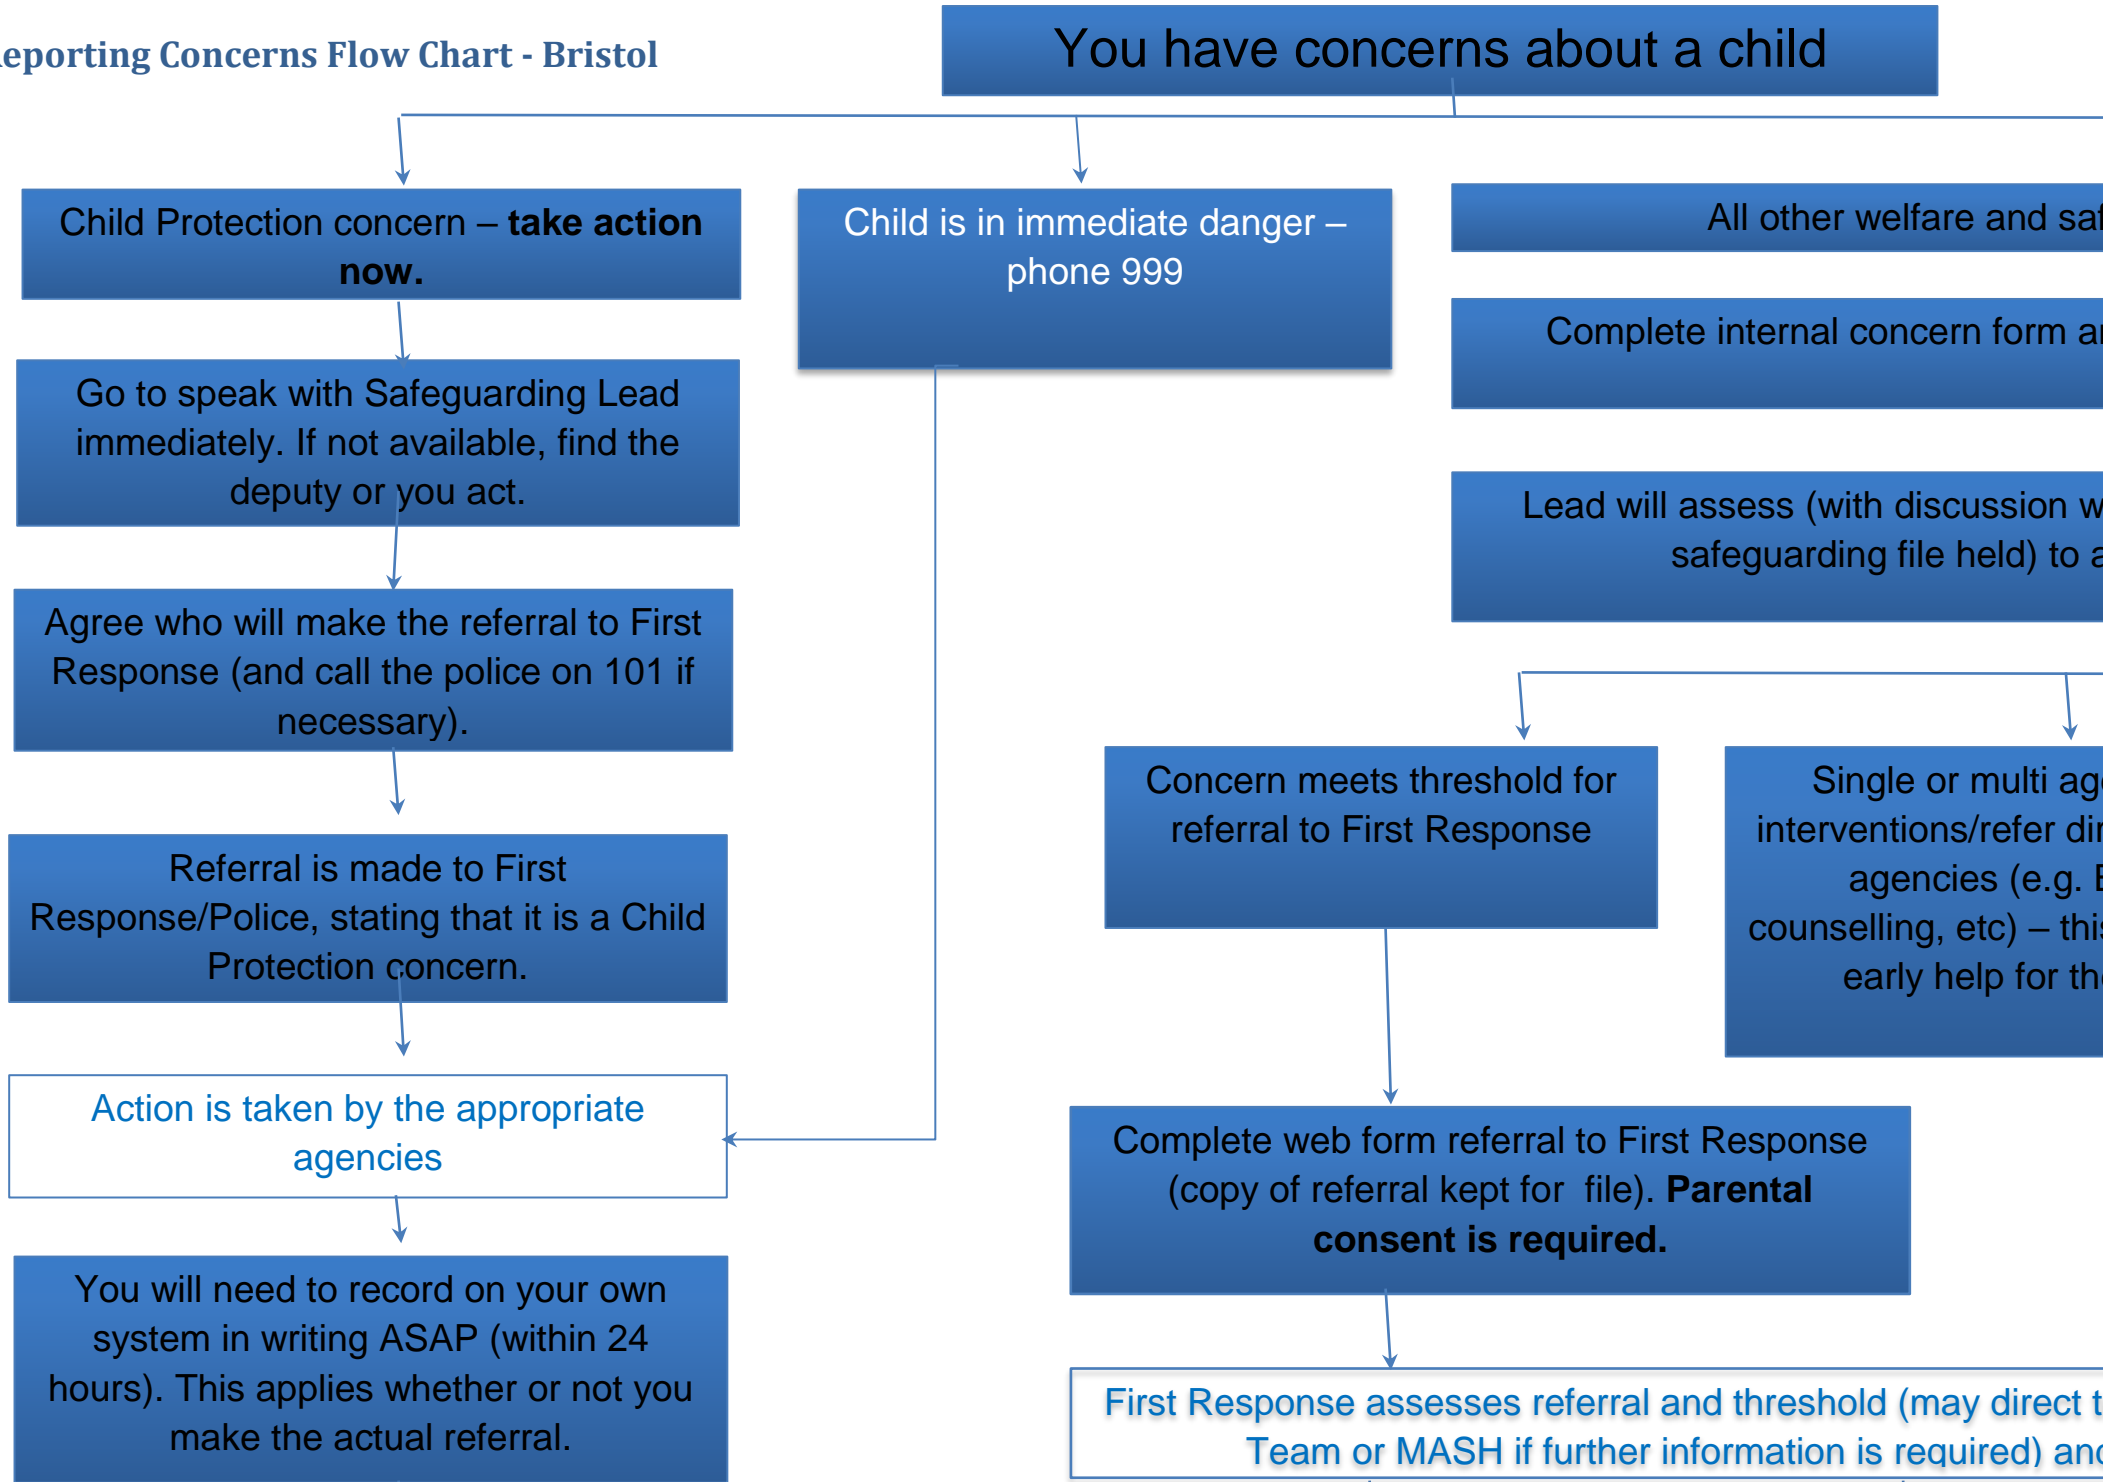 eporting Concerns Flow Chart - Bristol
You have concerns about a child
Child Protection concern – take action
now.
Child is in immediate danger –
phone 999
All other welfare and
Complete internal concern form
Go to speak with Safeguarding Lead
immediately. If not available, find the
deputy or you act.
Lead will assess (with discussion
safeguarding file held) to
Agree who will make the referral to First
Response (and call the police on 101 if
necessary).
Concern meets threshold for
referral to First Response
Single or multi
interventions/refer
agencies (e.g.
counselling, etc) –
early help for
Referral is made to First
Response/Police, stating that it is a Child
Protection concern.
Action is taken by the appropriate
agencies
Complete web form referral to First Response
(copy of referral kept for file). Parental
consent is required.
You will need to record on your own
system in writing ASAP (within 24
hours). This applies whether or not you
make the actual referral.
First Response assesses referral and threshold (may direct
Team or MASH if further information is required)